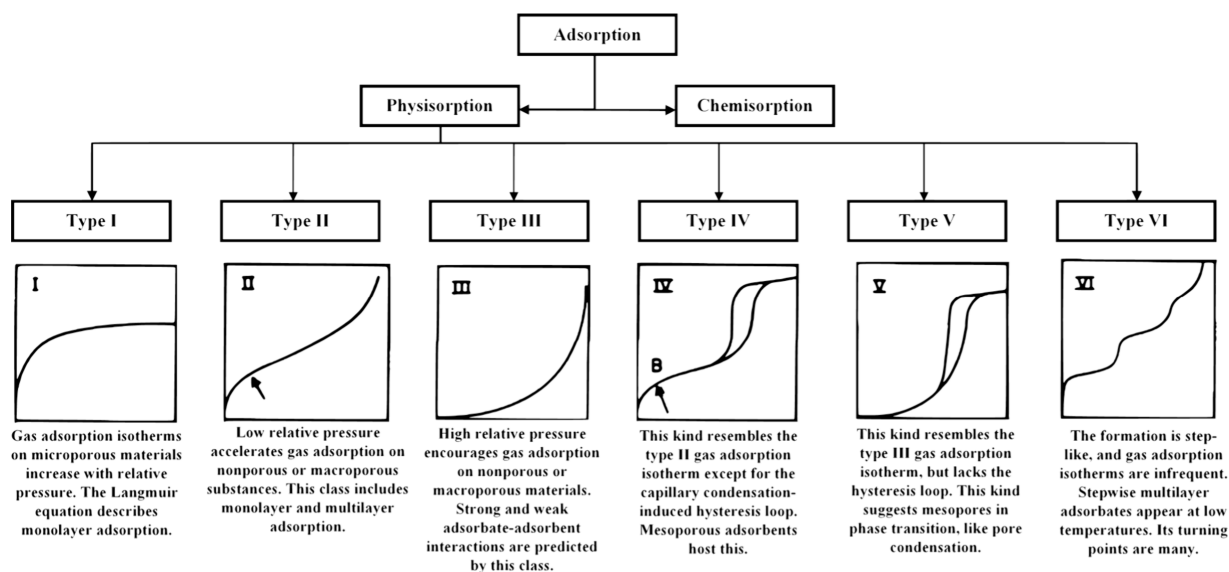 Adsorption
Physisorption
Chemisorption
Type I
Type II
Type III
Type IV
Type V
Type VI
I
II
III
IV
B
V
VI
Gas adsorption isotherms
on microporous materials
increase with relative
pressure. The Langmuir
equation describes
monolayer adsorption.
Low relative pressure
accelerates gas adsorption on
nonporous or macroporous
substances. This class includes
monolayer and multilayer
adsorption.
High relative pressure
encourages gas adsorption
on nonporous or
macroporous materials.
Strong and weak
adsorbate-adsorbent
interactions are predicted
by this class.
This kind resembles the
type II gas adsorption
isotherm except for the
capillary condensation-
induced hysteresis loop.
Mesoporous adsorbents
host this.
This kind resembles the
type III gas adsorption
isotherm, but lacks the
hysteresis loop. This kind
suggests mesopores in
phase transition, like pore
condensation.
The formation is step-
like, and gas adsorption
isotherms are infrequent.
Stepwise multilayer
adsorbates appear at low
temperatures. Its turning
points are many.